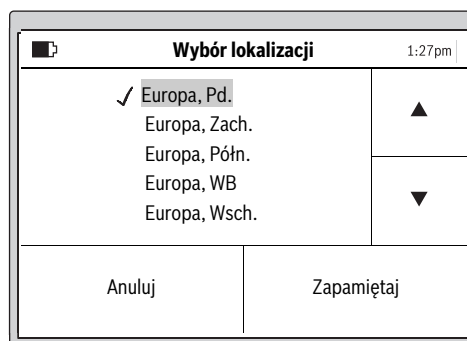 Wybór lokalizacji 1:27pm
Europa, Pd.
Europa, Zach.
Europa, Półn.
Europa, WB
Europa, Wsch.
Anuluj Zapamiętaj